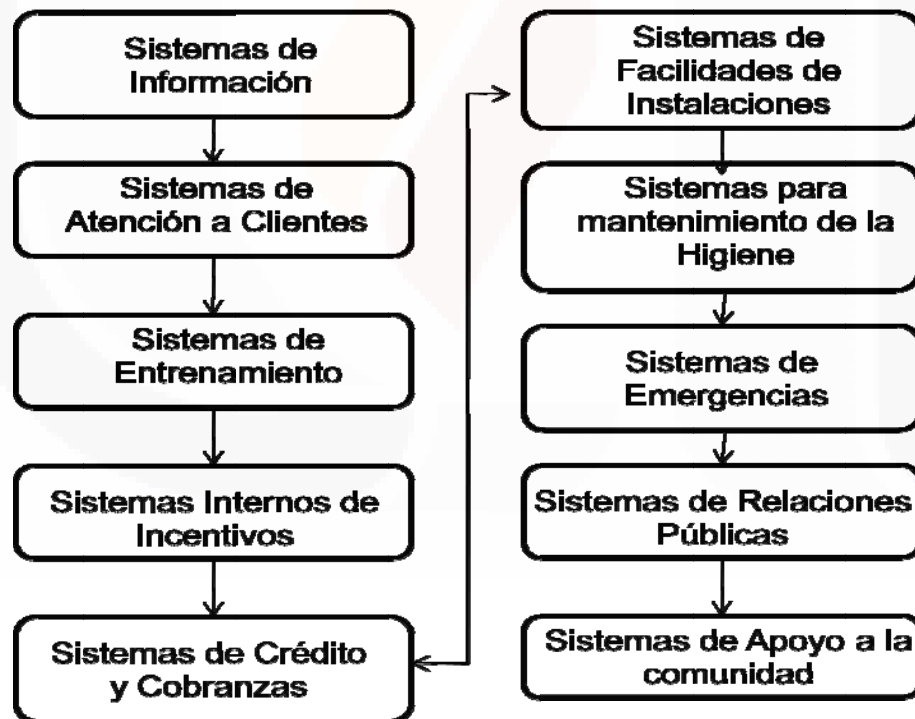 Sistemas de
Información
Sistemas de
Atención a Clientes
Sistemas de
Entrenamiento
Sistemas Internos de
Incentivos
Sistemas de Crédito
y Cobranzas
Sistemas de
Facilidades de
Instalaciones
Sistemas para
mantenimiento de la
Higiene
Sistemas de
Emergencias
Sistemas de Relaciones
Públicas
Sistemas de Apoyo a la
comunidad